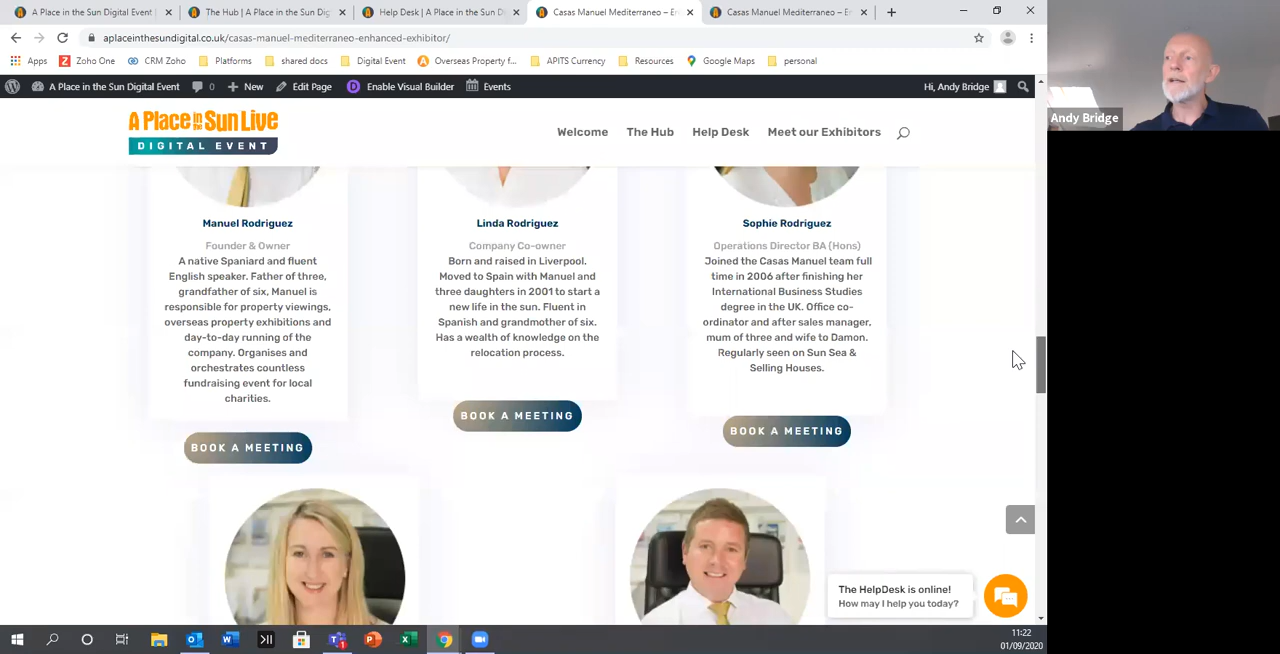 A Place in the Sun Digital Event |
The Hub | A Place in the Sun Dig
Help Desk | A Place in the Sun D
Casas Manuel Mediterraneo – En
Casas Manuel Mediterraneo – En
aplaceinthesundigital.co.uk/casas-manuel-mediterraneo-enhanced-exhibitor/
Apps
Zoho One
CRM Zoho
Platforms
shared docs
Digital Event
Overseas Property f...
APITS Currency
Resources
Google Maps
personal
A Place in the Sun Digital Event
0
New
Edit Page
Enable Visual Builder
Events
Hi, Andy Bridge
Andy Bridge
A Place in the Sun Live
DIGITAL EVENT
Welcome
The Hub
Help Desk
Meet our Exhibitors
Manuel Rodriguez
Founder & Owner
A native Spaniard and fluent
English speaker. Father of three,
grandfather of six, Manuel is
responsible for property viewings,
overseas property exhibitions and
day-to-day running of the
company. Organises and
orchestrates countless
fundraising event for local
charities.
BOOK A MEETING
Linda Rodriguez
Company Co-owner
Born and raised in Liverpool.
Moved to Spain with Manuel and
three daughters in 2001 to start a
new life in the sun. Fluent in
Spanish and grandmother of six.
Has a wealth of knowledge on the
relocation process.
BOOK A MEETING
Sophie Rodriguez
Operations Director BA (Hons)
Joined the Casas Manuel team full
time in 2006 after finishing her
International Business Studies
degree in the UK. Office co-
ordinator and after sales manager,
mum of three and wife to Damon.
Regularly seen on Sun Sea &
Selling Houses.
BOOK A MEETING
The HelpDesk is online!
How may I help you today?
11:22
01/09/2020